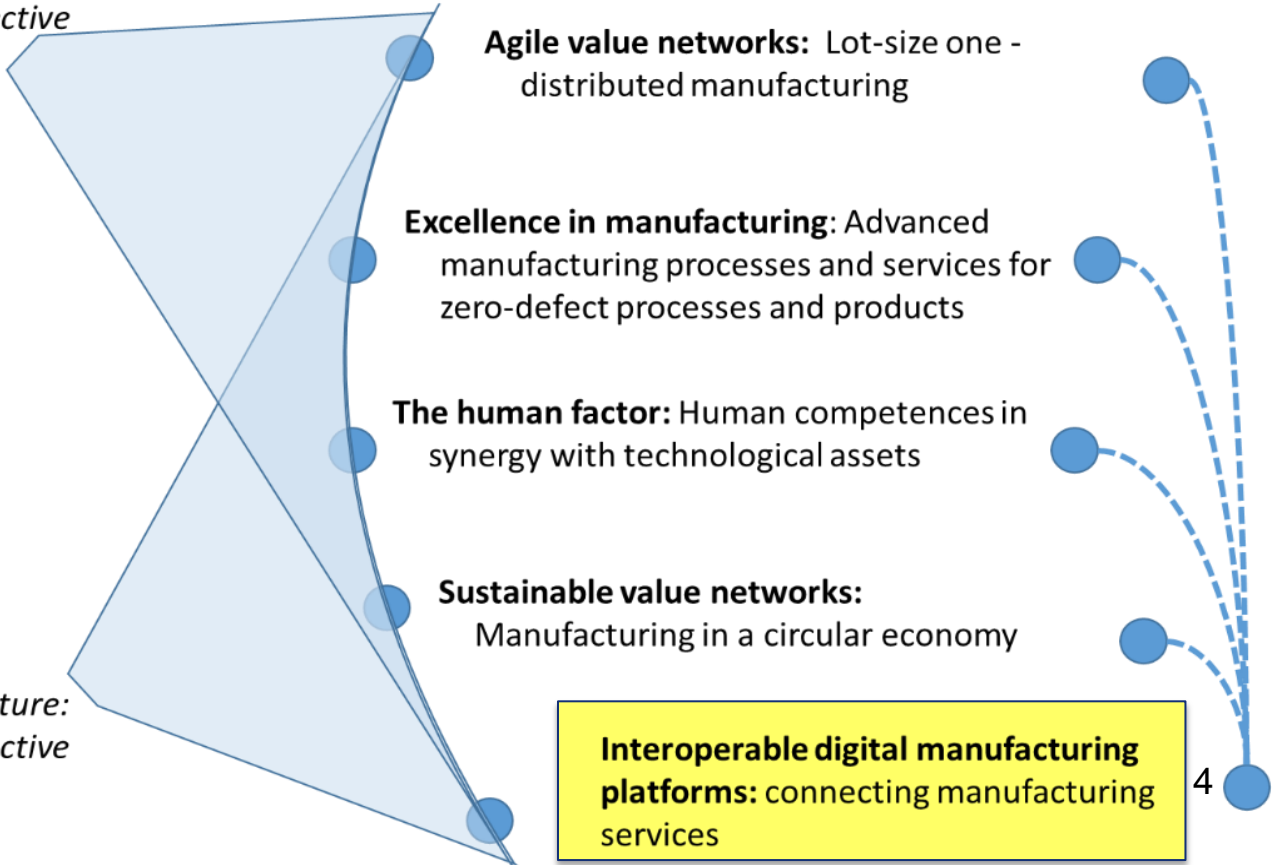 ctive
Agile value networks: Lot-size one -
distributed manufacturing
Excellence in manufacturing: Advanced
manufacturing processes and services for
zero-defect processes and products
The human factor: Human competences in
synergy with technological assets
Sustainable value networks:
Manufacturing in a circular economy
ture:
ctive
Interoperable digital manufacturing
platforms: connecting manufacturing
services
4